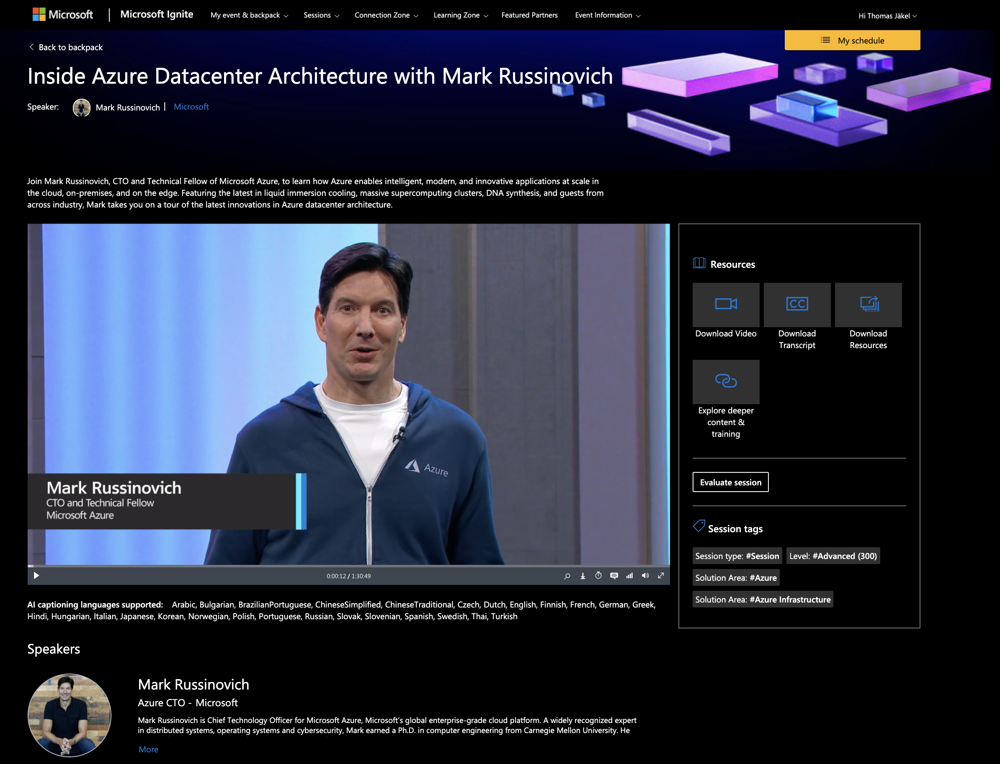 Microsoft
Microsoft Ignite
My event & backpack
Sessions
Connection Zone
Learning Zone
Featured Partners
Event Information
Hi Thomas Jäkel
My schedule
Back to backpack
Inside Azure Datacenter Architecture with Mark Russinovich
Speaker: Mark Russinovich | Microsoft
Join Mark Russinovich, CTO and Technical Fellow of Microsoft Azure, to learn how Azure enables intelligent, modern, and innovative applications at scale in
the cloud, on-premises, and on the edge. Featuring the latest in liquid immersion cooling, massive supercomputing clusters, DNA synthesis, and guests from
across industry, Mark takes you on a tour of the latest innovations in Azure datacenter architecture.
Azure
Mark Russinovich
CTO and Technical Fellow
Microsoft Azure
0:00:12 / 1:30:49
Resources
Download Video
CC
Download
Transcript
Download
Resources
Explore deeper
content &
training
Evaluate session
Session tags
Session type: #Session
Level: #Advanced (300)
Solution Area: #Azure
Solution Area: #Azure Infrastructure
AI captioning languages supported: Arabic, Bulgarian, BrazilianPortuguese, ChineseSimplified, ChineseTraditional, Czech, Dutch, English, Finnish, French, German, Greek,
Hindi, Hungarian, Italian, Japanese, Korean, Norwegian, Polish, Portuguese, Russian, Slovak, Slovenian, Spanish, Swedish, Thai, Turkish
Speakers
Mark Russinovich
Azure CTO - Microsoft
Mark Russinovich is Chief Technology Officer for Microsoft Azure, Microsoft's global enterprise-grade cloud platform. A widely recognized expert
in distributed systems, operating systems and cybersecurity, Mark earned a Ph.D. in computer engineering from Carnegie Mellon University. He
More